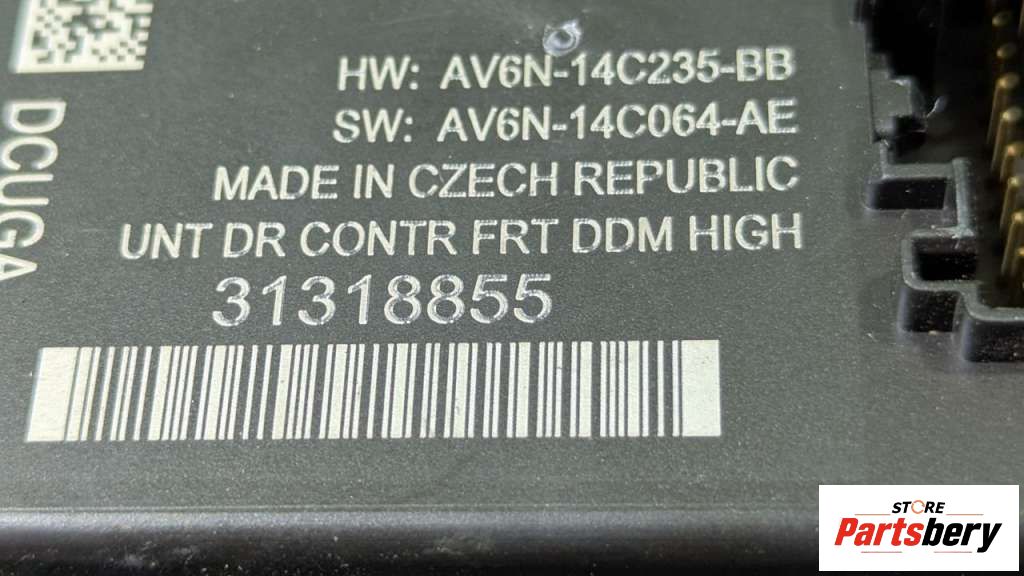 HW: AV6N-14C235-BB
SW: AV6N-14C064-AE
MADE IN CZECH REPUBLIC
UNT DR CONTR FRT DDM HIGH
31318855
DCUGA
STORE
Partsbery